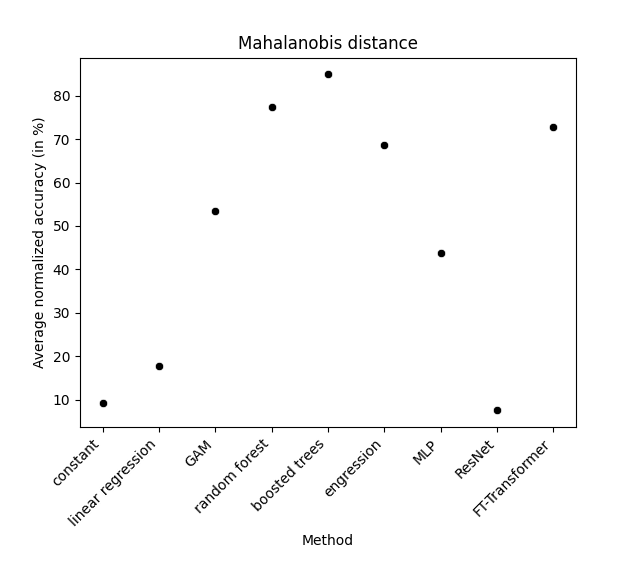 Mahalanobis distance
Average normalized accuracy (in %)
80
70
60
50
40
30
20
10
constant
linear regression
GAM
random forest
boosted trees
engression
MLP
ResNet
FT-Transformer
Method